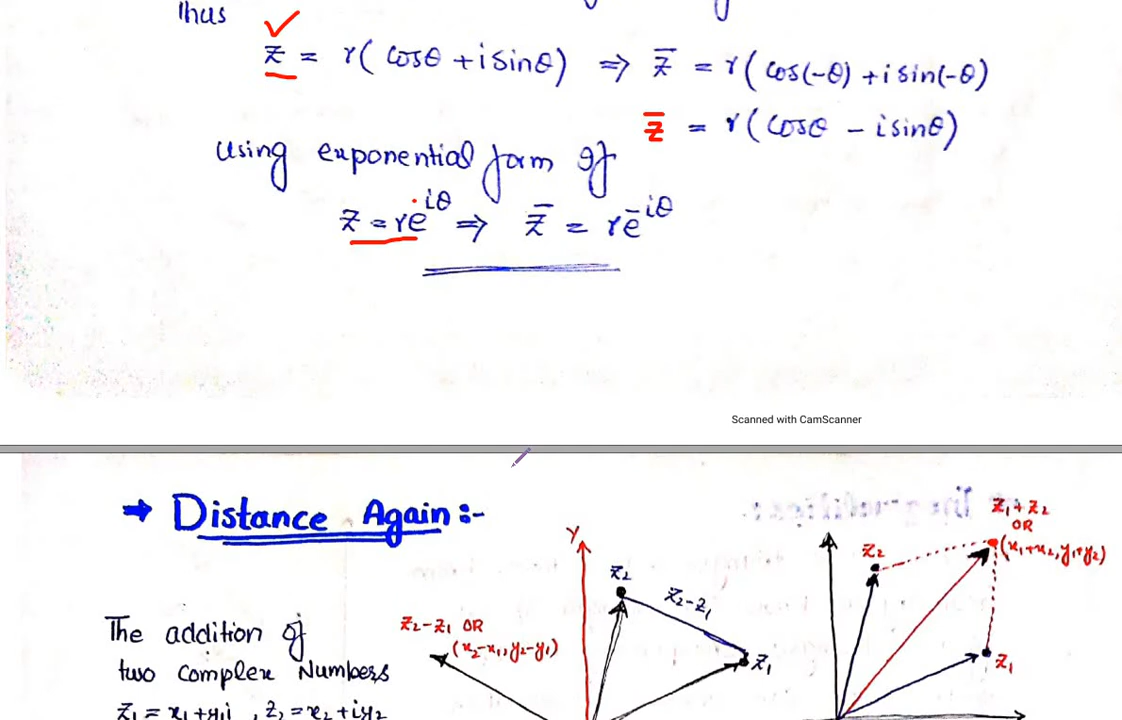 Thus
z = r( cosθ + i sinθ) ⇒ z̄ = r( cos(-θ) + i sin(-θ)
z̄ = r( cosθ - i sinθ)
using exponential form of
z = re^{iθ} ⇒ z̄ = re^{-iθ}
Scanned with CamScanner
→ Distance Again:-
z₁+z₂
OR
(x₁+x₂, y₁+y₂)
Y
z₂
z₂
z₂-z₁
The addition of
z₂-z₁ OR
(x₂-x₁, y₂-y₁)
z₁
z₁
two complex Numbers
z₁ = x₁+y₁i , z₂ = x₂+iy₂